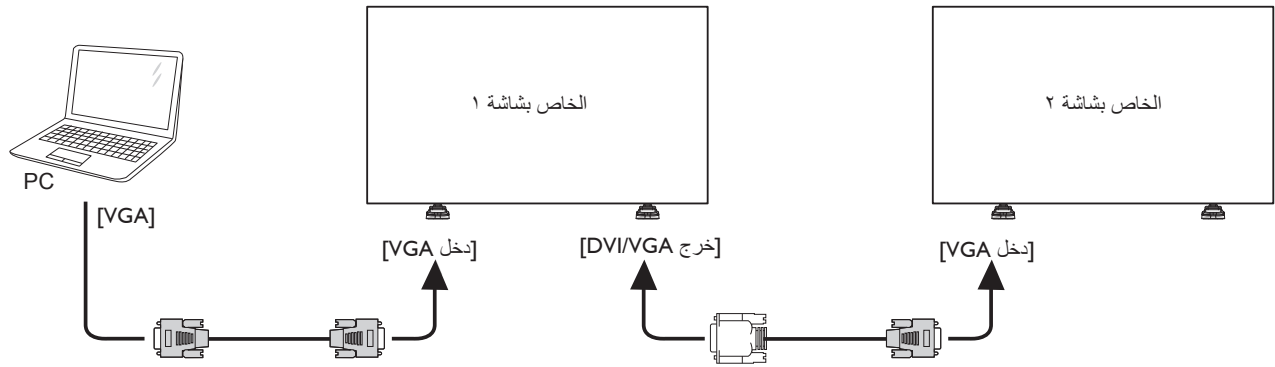 الخاص بشاشة ١
الخاص بشاشة ٢
PC
[VGA]
[دخل VGA]
[خرج DVI/VGA]
[دخل VGA]